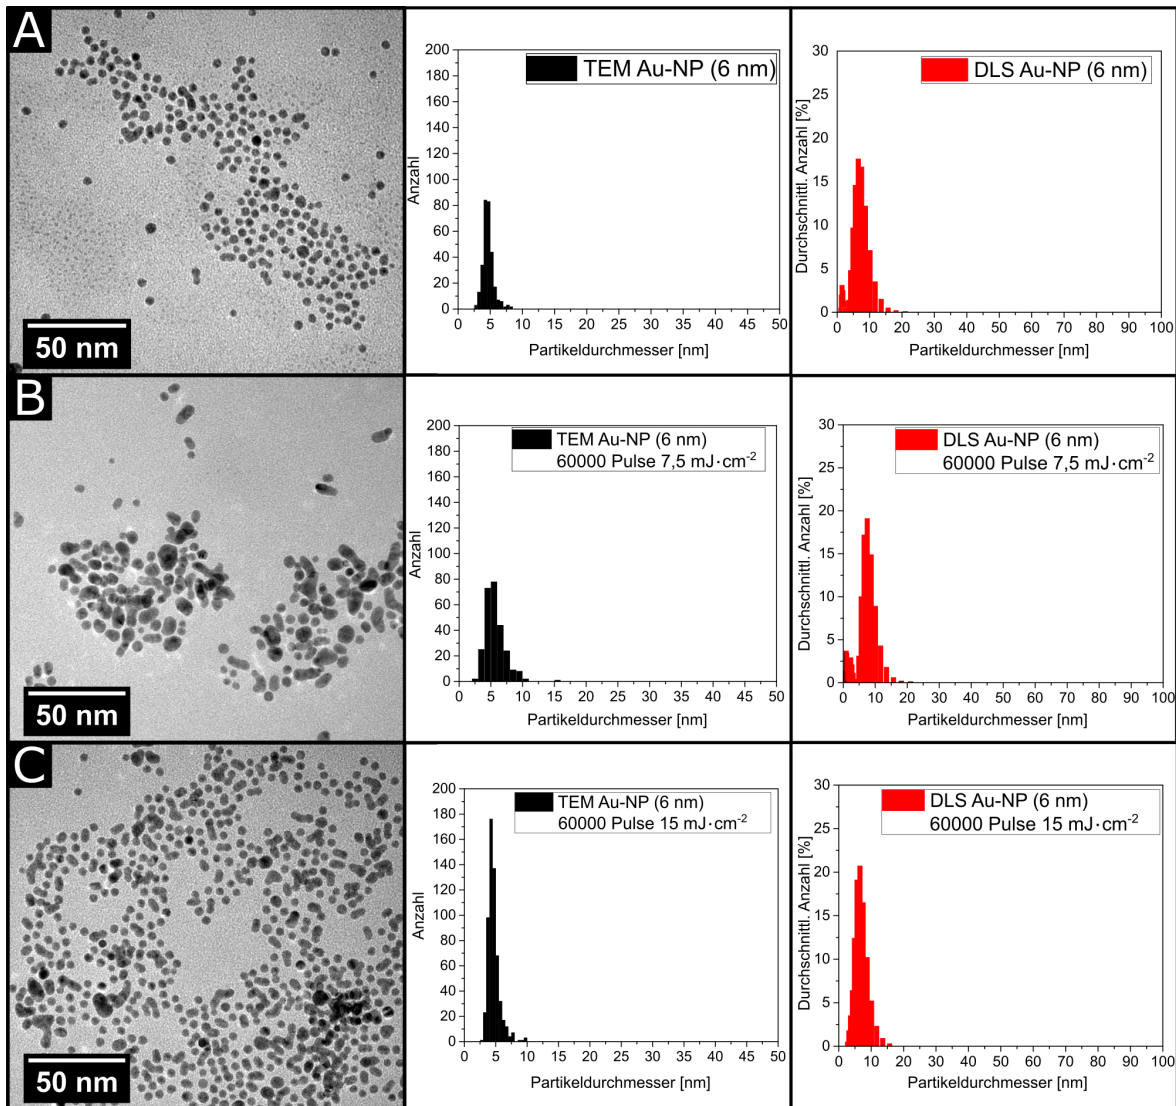 A
50 nm
TEM Au-NP (6 nm)
Anzahl
200
180
160
140
120
100
80
60
40
20
0
0 5 10 15 20 25 30 35 40 45 50
Partikeldurchmesser [nm]
DLS Au-NP (6 nm)
Durchschnittl. Anzahl [%]
30
25
20
15
10
5
0
0 10 20 30 40 50 60 70 80 90 100
Partikeldurchmesser [nm]
B
50 nm
TEM Au-NP (6 nm)
60000 Pulse 7,5 mJ·cm-2
Anzahl
200
180
160
140
120
100
80
60
40
20
0
0 5 10 15 20 25 30 35 40 45 50
Partikeldurchmesser [nm]
DLS Au-NP (6 nm)
60000 Pulse 7,5 mJ·cm-2
Durchschnittl. Anzahl [%]
30
25
20
15
10
5
0
0 10 20 30 40 50 60 70 80 90 100
Partikeldurchmesser [nm]
C
50 nm
TEM Au-NP (6 nm)
60000 Pulse 15 mJ·cm-2
Anzahl
200
180
160
140
120
100
80
60
40
20
0
0 5 10 15 20 25 30 35 40 45 50
Partikeldurchmesser [nm]
DLS Au-NP (6 nm)
60000 Pulse 15 mJ·cm-2
Durchschnittl. Anzahl [%]
30
25
20
15
10
5
0
0 10 20 30 40 50 60 70 80 90 100
Partikeldurchmesser [nm]